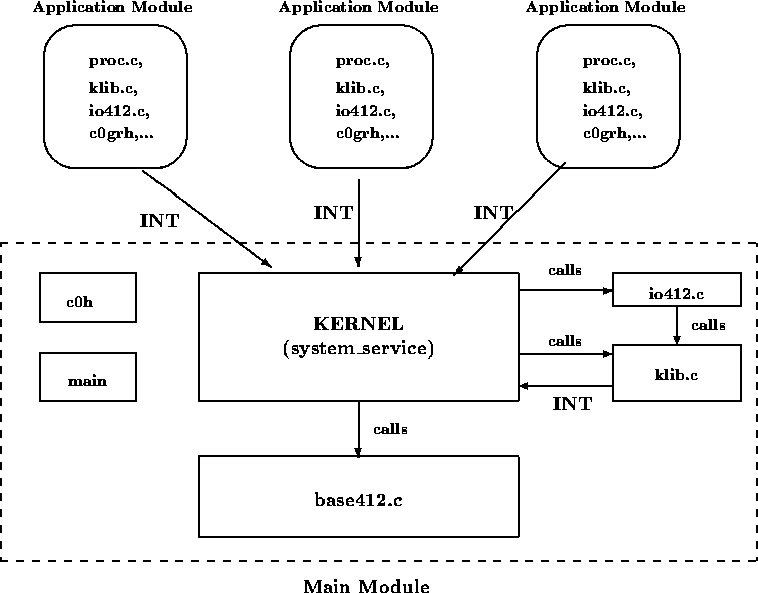 Application Module
Application Module
Application Module
proc.c,
klib.c,
io412.c,
c0grh,...
proc.c,
klib.c,
io412.c,
c0grh,...
proc.c,
klib.c,
io412.c,
c0grh,...
INT
INT
INT
c0h
main
KERNEL
(system_service)
calls
io412.c
calls
calls
klib.c
INT
calls
base412.c
Main Module